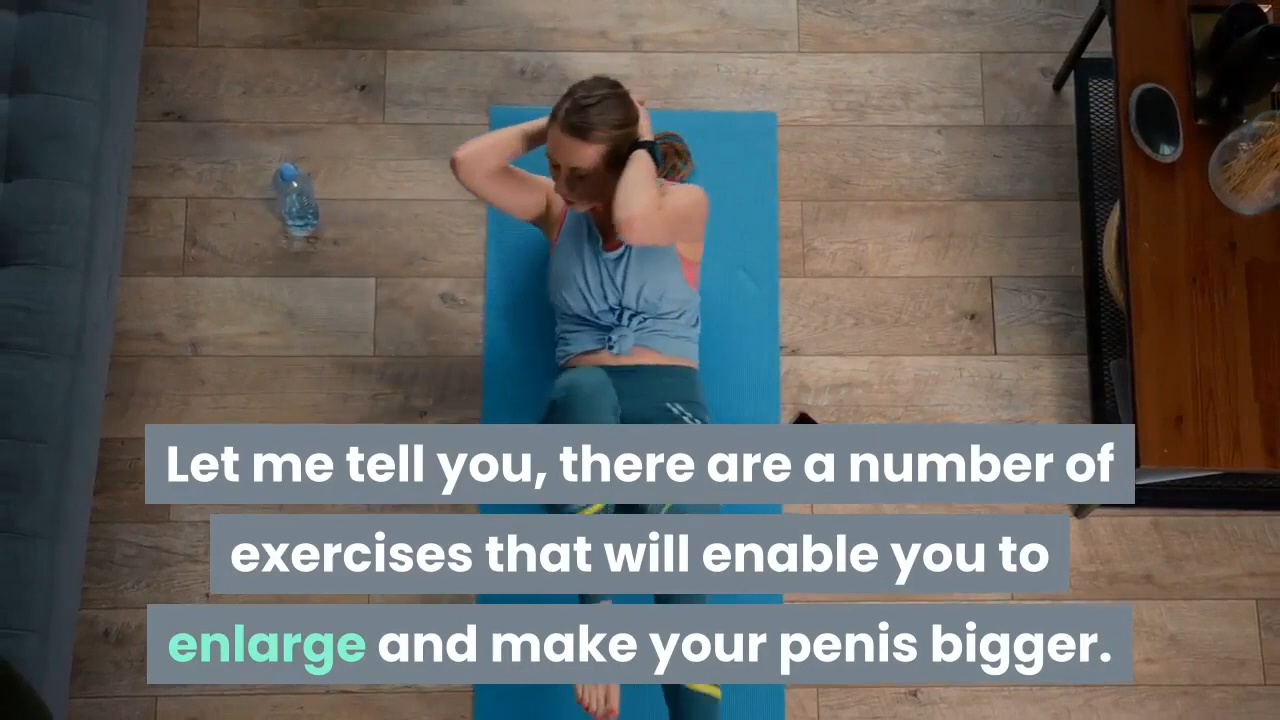 Let me tell you, there are a number of
exercises that will enable you to
enlarge and make your penis bigger.